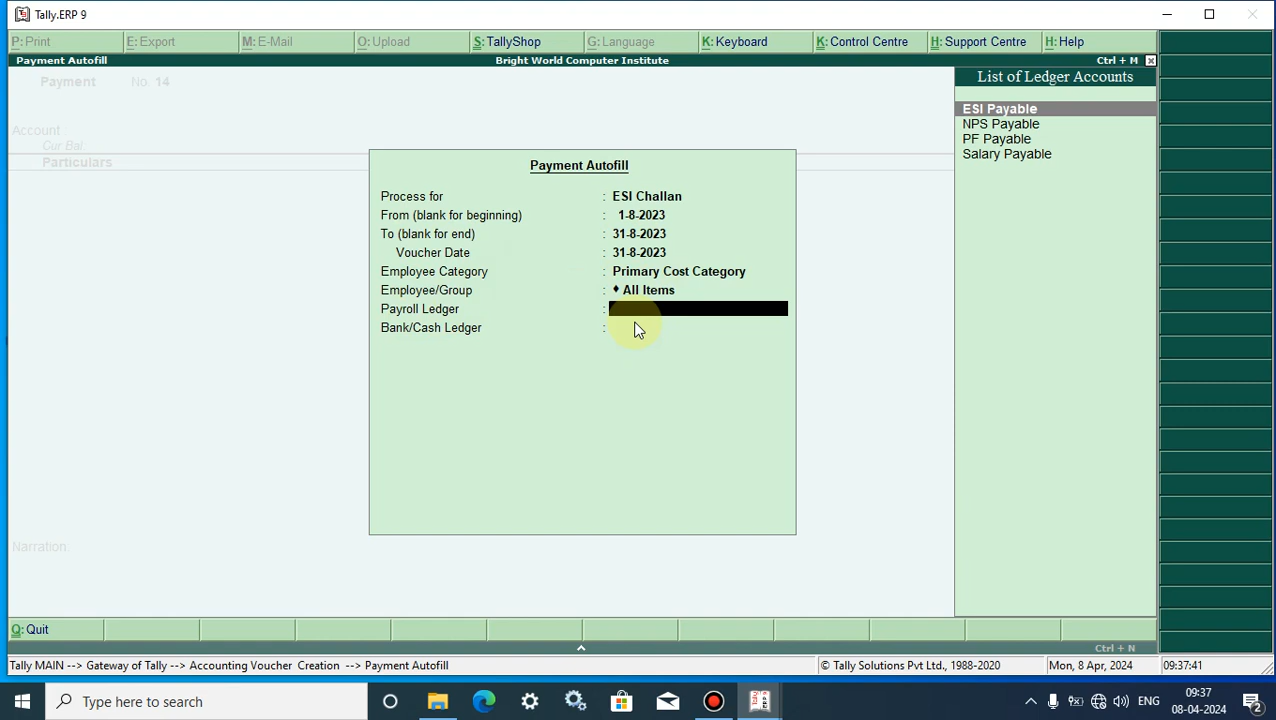 Tally.ERP 9
P: Print E: Export M: E-Mail O: Upload S: TallyShop G: Language K: Keyboard K: Control Centre H: Support Centre H: Help
Payment Autofill Bright World Computer Institute Ctrl + M
Payment No. 14
List of Ledger Accounts
ESI Payable
NPS Payable
PF Payable
Salary Payable
Account
Cur Bal:
Particulars
Payment Autofill
Process for : ESI Challan
From (blank for beginning) : 1-8-2023
To (blank for end) : 31-8-2023
Voucher Date : 31-8-2023
Employee Category : Primary Cost Category
Employee/Group : ♦ All Items
Payroll Ledger :
Bank/Cash Ledger :
Narration:
Q: Quit
Ctrl + N
Tally MAIN --> Gateway of Tally --> Accounting Voucher Creation --> Payment Autofill © Tally Solutions Pvt Ltd., 1988-2020 Mon, 8 Apr, 2024 09:37:41
Type here to search ENG 09:37
08-04-2024 2